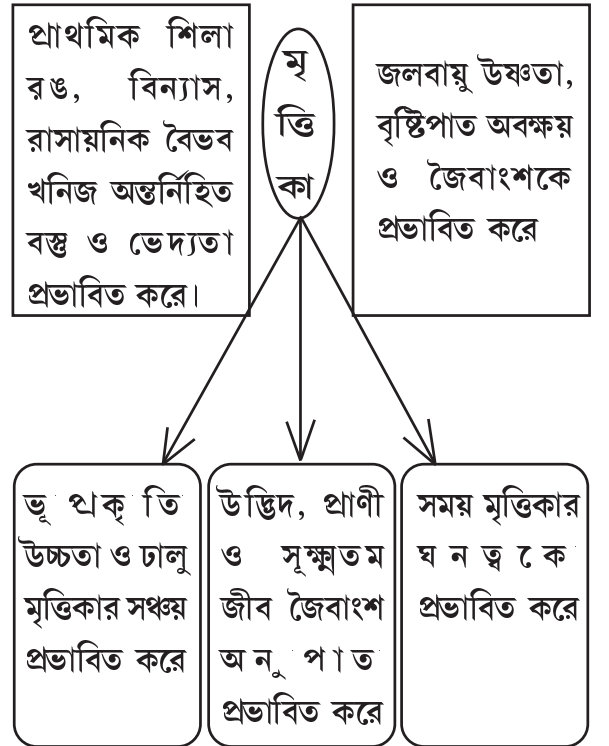 প্রাথমিক শিলা
রঙ, বিন্যাস,
রাসায়নিক বৈভব
খনিজ অন্তর্নিহিত
বস্তু ও ভেদ্যতা
প্রভাবিত করে।
মৃ
ত্তি
কা
জলবায়ু উষ্ণতা,
বৃষ্টিপাত অবক্ষয়
ও জৈবাংশকে
প্রভাবিত করে
ভূ প্রকৃতি
উচ্চতা ও ঢালু
মৃত্তিকার সঞ্চয়
প্রভাবিত করে
উদ্ভিদ, প্রাণী
ও সূক্ষ্মতম
জীব জৈবাংশ
অনুপাত
প্রভাবিত করে
সময় মৃত্তিকার
ঘনত্বকে
প্রভাবিত করে